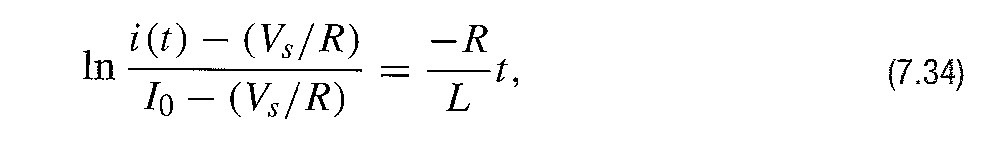 ln (i(t) − (V_s/R)) / (I_0 − (V_s/R)) = (−R / L) t, (7.34)